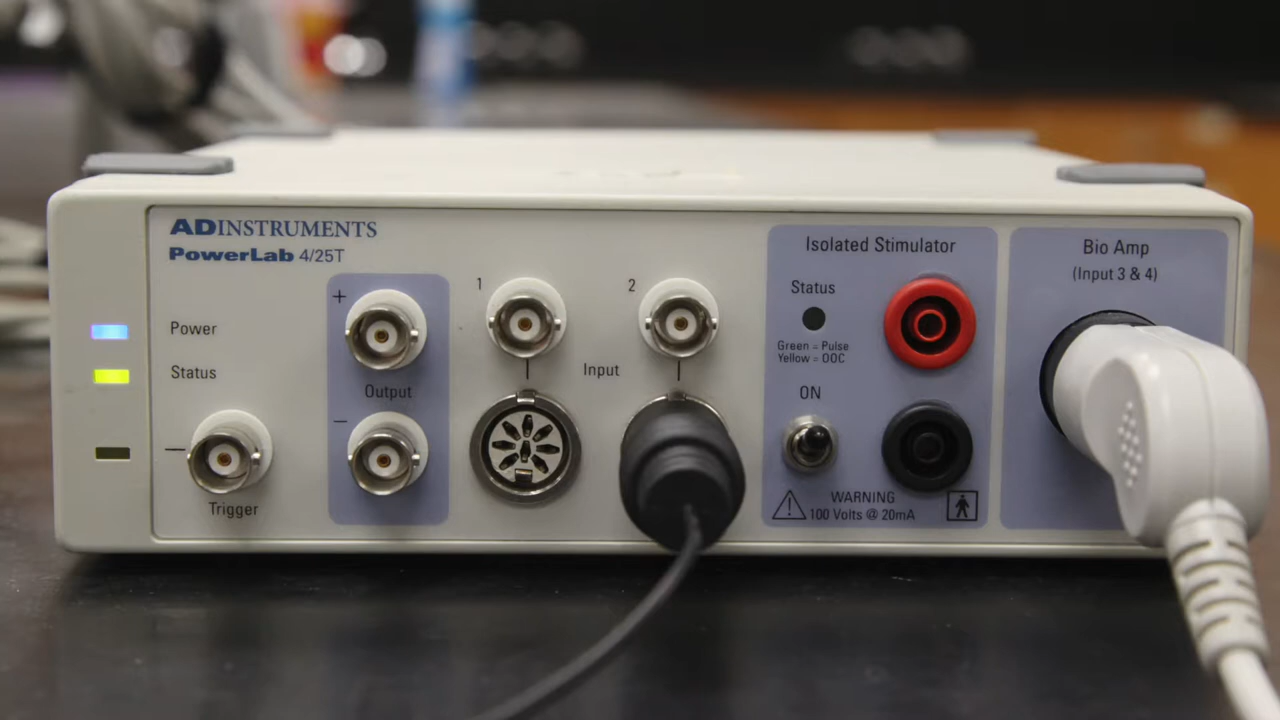 ADINSTRUMENTS
PowerLab 4/25T
Power
Status
Trigger
+
Output
−
1
2
Input
Isolated Stimulator
Status
Green = Pulse
Yellow = OOC
ON
WARNING
100 Volts @ 20mA
Bio Amp
(Input 3 & 4)